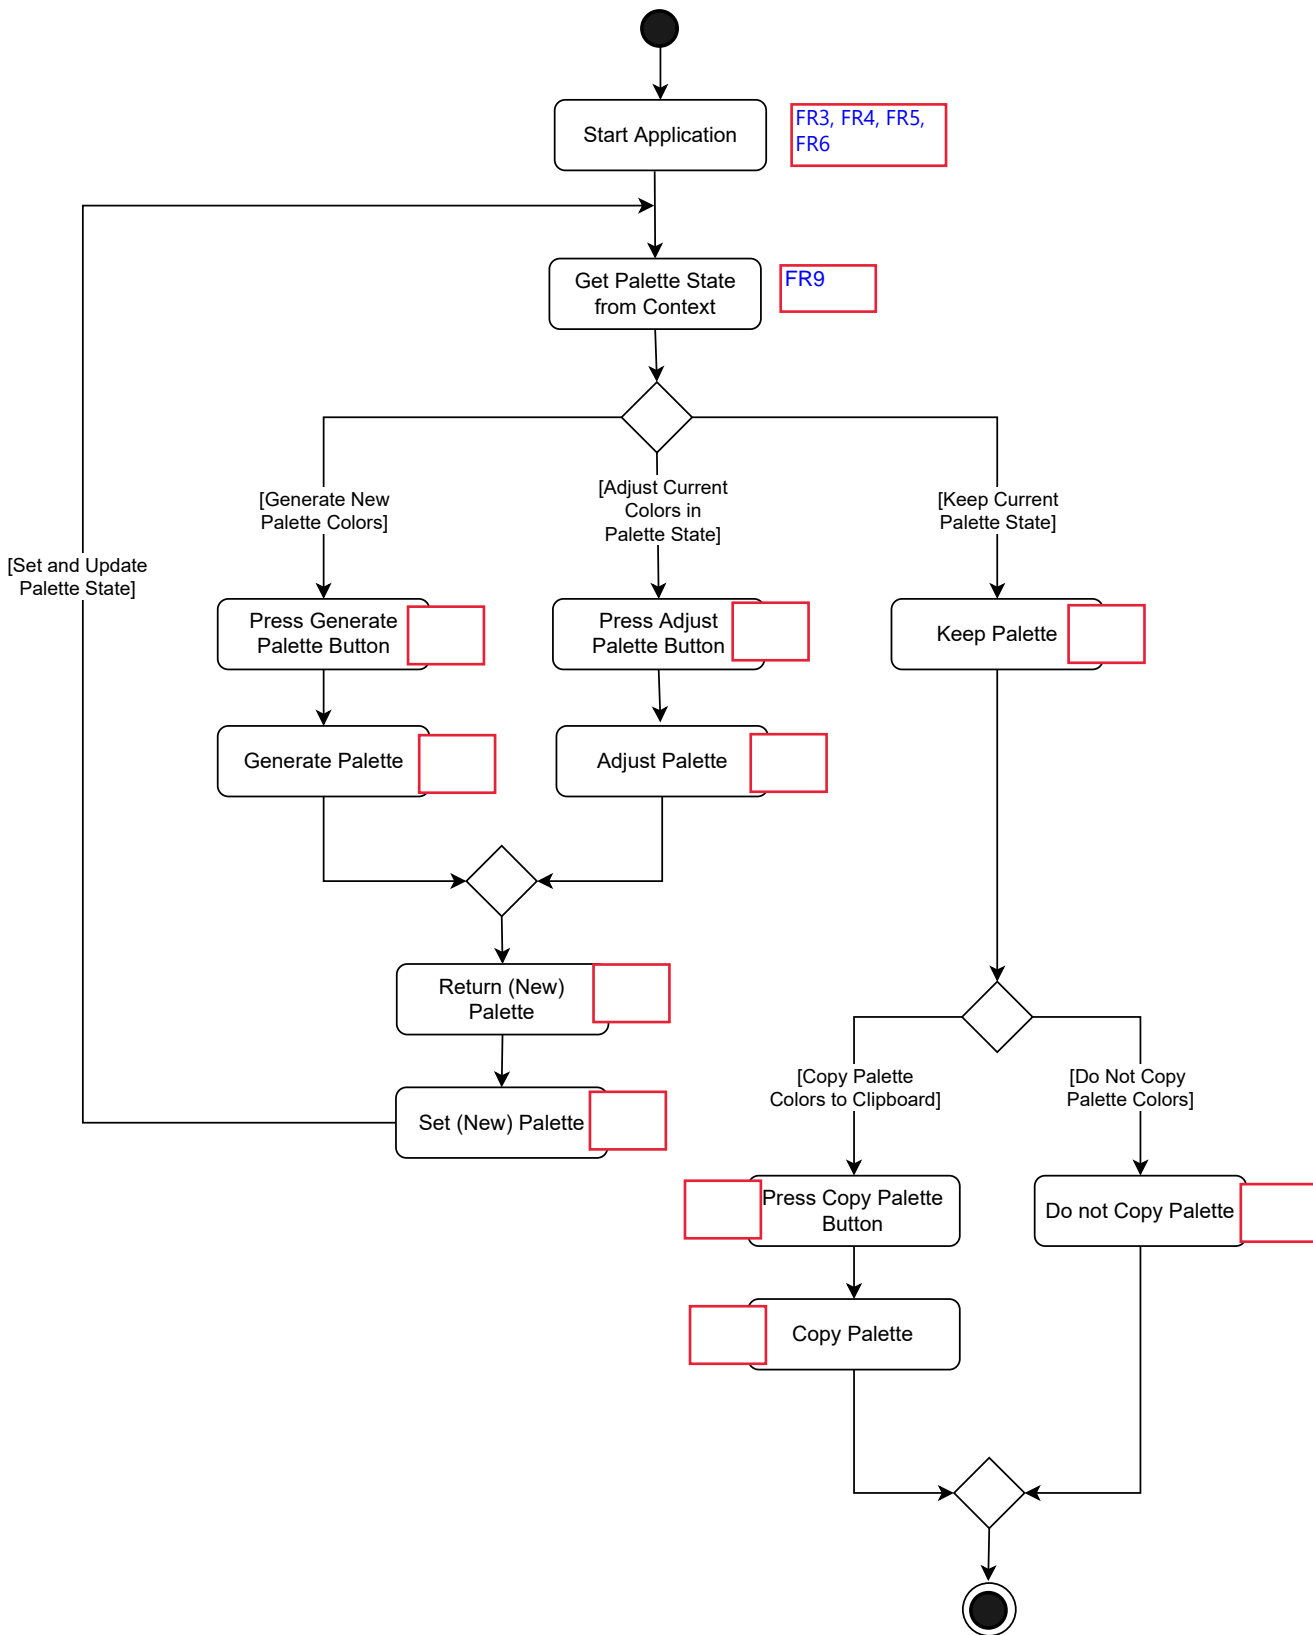 Start Application
FR3, FR4, FR5,
FR6
Get Palette State
from Context
FR9
[Generate New
Palette Colors]
[Adjust Current
Colors in
Palette State]
[Keep Current
Palette State]
[Set and Update
Palette State]
Press Generate
Palette Button
Press Adjust
Palette Button
Keep Palette
Generate Palette
Adjust Palette
Return (New)
Palette
Set (New) Palette
[Copy Palette
Colors to Clipboard]
[Do Not Copy
Palette Colors]
Press Copy Palette
Button
Do not Copy Palette
Copy Palette